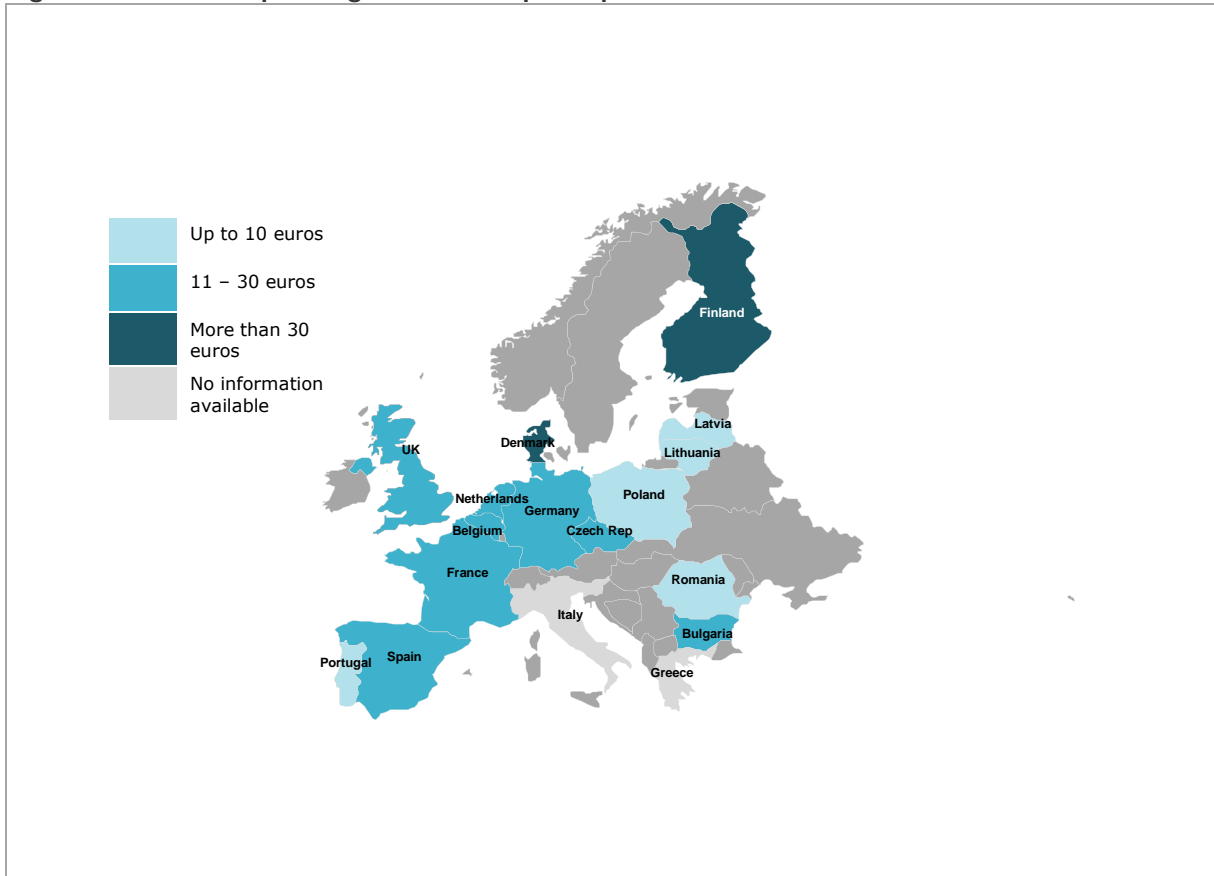 Up to 10 euros
11 – 30 euros
More than 30
euros
No information
available
Finland
Latvia
Denmark
UK
Lithuania
Netherlands
Poland
Germany
Belgium
Czech Rep
France
Romania
Italy
Bulgaria
Spain
Portugal
Greece